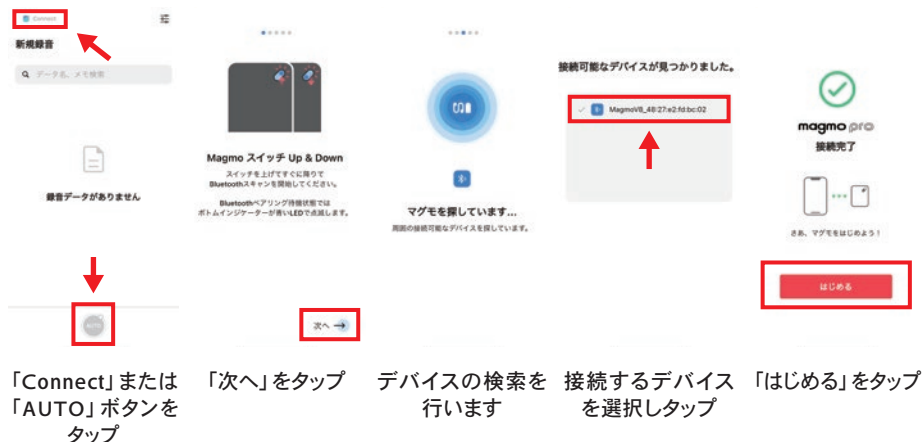 Connect
新規録音
データ名、メモ検索
録音データがありません
AUTO
Magmo スイッチ Up & Down
スイッチを上げてすぐに降りて
Bluetoothスキャンを開始してください。
Bluetoothペアリング待機状態では
ボトムインジケーターが青いLEDで点滅します。
次へ
マグモを探しています...
周囲の接続可能なデバイスを探しています。
接続可能なデバイスが見つかりました。
MagmoVB_48:27:e2:fd:bc:02
magmo pro
接続完了
さあ、マグモをはじめよう!
はじめる
「Connect」または
「AUTO」ボタンを
タップ
「次へ」をタップ
デバイスの検索を
行います
接続するデバイス
を選択しタップ
「はじめる」をタップ